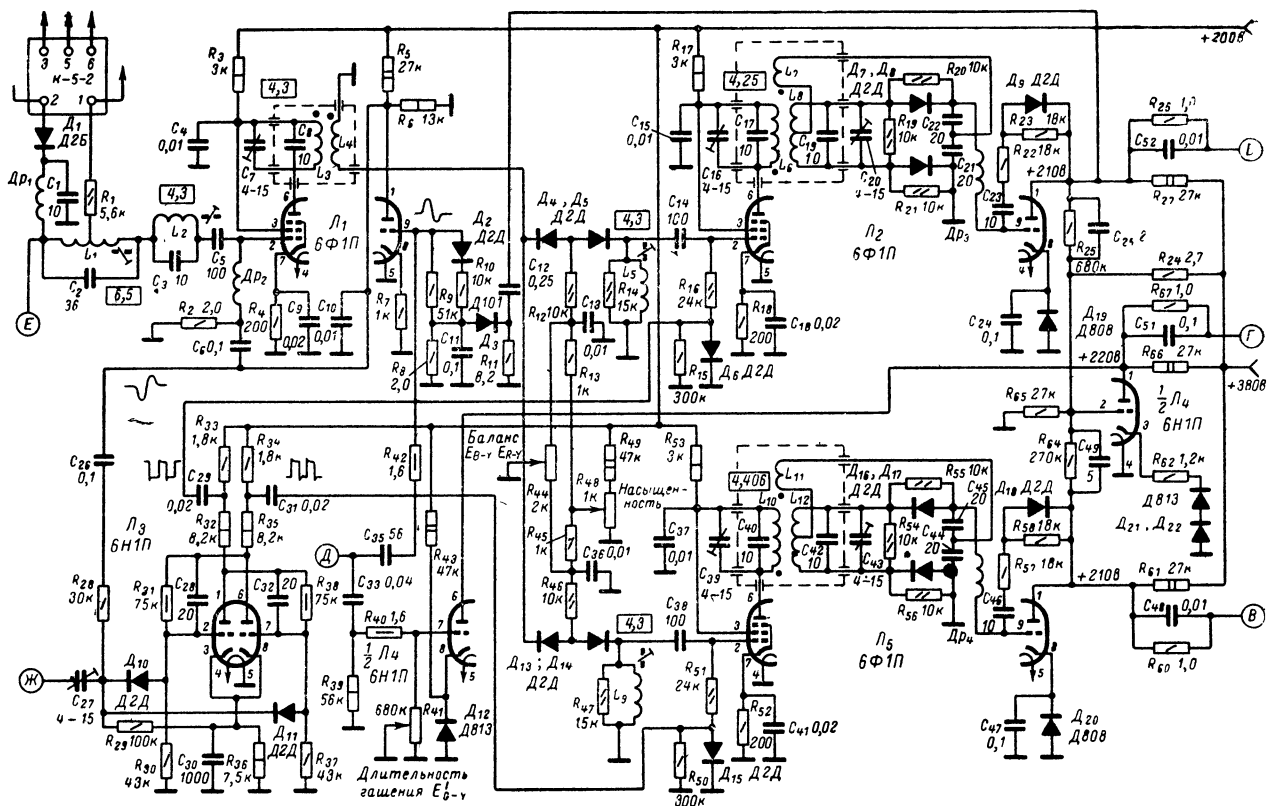 3 5 6
К-5-2
2 1
Д1
Д2Б
Др1
C1
10
R1
5,6к
L1
C2
36
6,5
Е
4,3
L2
C3
10
C5
100
Др2
R2 2,0
C6 0,1
R3
3к
4,3
C4
0,01
C7
4-15
C8
10
L3
L4
Л1
6Ф1П
R4
200
C9
0,02
C10
0,01
R5
27к
R6 13к
R7
1к
R8
2,0
R9
51к
R10
10к
Д2
Д2Д
Д101
Д3
C11
0,1
R11
8,2
C12
0,25
Д4, Д5
Д2Д
4,3
R12 10к
C13
0,01
R13
1к
R14
15к
L5
C14
100
R16
24к
R15
300к
Д6 Д2Д
R17
3к
4,25
C15
0,01
C16
4-15
C17
10
L6
L7
L8
C19
10
C20
4-15
Д7, Д8
Д2Д
R19
10к
R20 10к
C22
20
C21
20
R21 10к
Др3
Л2
6Ф1П
R18
200
C18 0,02
Д9 Д2Д
R23
18к
R22 18к
C23
10
+210В
C24
0,1
Д19
Д808
R25
680к
+200В
R25 1,0
C52 0,01
R27 27к
R24 2,7
R67 1,0
C51
0,1
R66
27к
Г
+220В
+380В
½ Л4
6Н1П
R65 27к
R64
270к
C49
5
R62 1,2к
Д813
Д21, Д22
C26
0,1
R33
1,8к
R34
1,8к
C29
0,02
C31 0,02
Л3
6Н1П
R32
8,2к
R35
8,2к
R28
30к
R31
75к
C28
20
C32
20
R38
75к
Ж
C27
4-15
Д10
Д2Д
R29 100к
R30
43к
C30
1000
R36
7,5к
Д11
Д2Д
R37
43к
Д
C35 56
C33 0,04
R42
1,6
R40 1,6
½ Л4
6Н1П
R39
56к
680к
R41
R43
47к
Д12
Д813
Длительность
гашения E'G-Y
Баланс
EB-Y ER-Y
R44
2к
R49
47к
R48
1к
Насыщенность
R45
1к
C36
0,01
R46
10к
Д13; Д14
Д2Д
4,3
R47
15к
L9
C38
100
R51
24к
R50
300к
Д15 Д2Д
R53
3к
4,406
C37
0,01
C39
4-15
C40
10
L10
L11
L12
C42
10
C43
4-15
Д16, Д17
Д2Д
R55 10к
C45
20
R54
10к
C44
20
R56 10к
Др4
Л5
6Ф1П
R52
200
C41 0,02
Д18 Д2Д
R58 18к
R57 18к
C46
10
+210В
R61 27к
C48
0,01
R60 1,0
В
C47
0,1
Д20
Д808